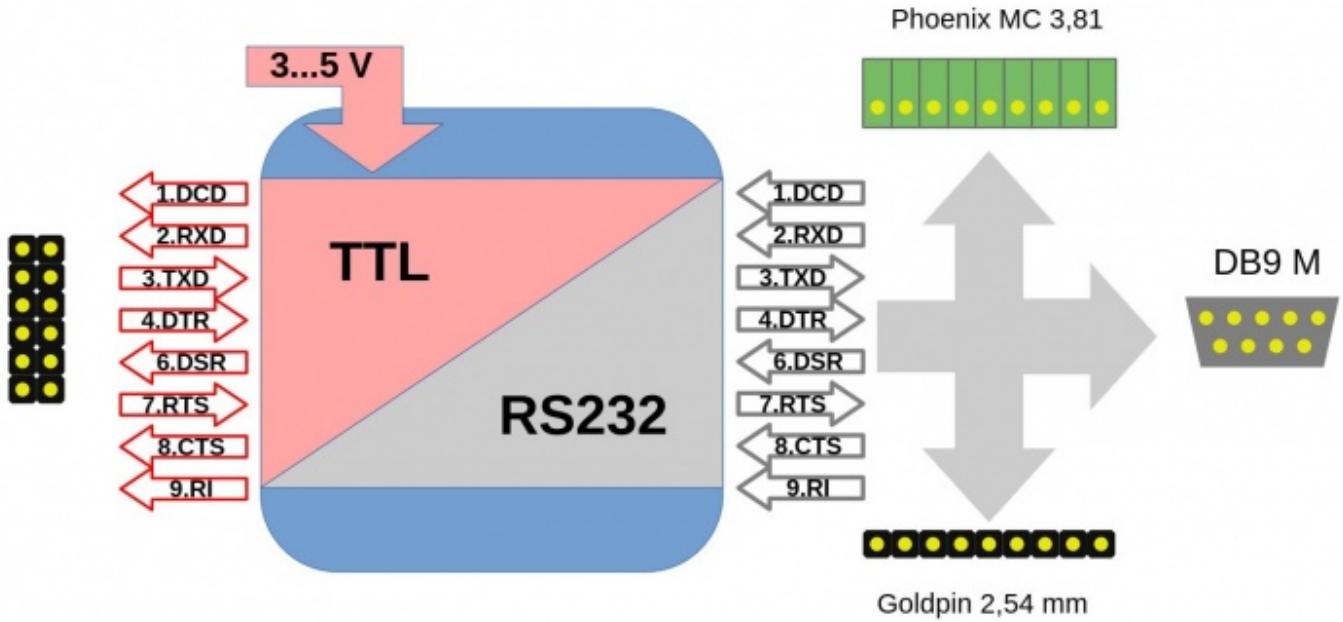 Phoenix MC 3,81
3...5 V
1.DCD
2.RXD
3.TXD
4.DTR
6.DSR
7.RTS
8.CTS
9.RI
TTL
RS232
1.DCD
2.RXD
3.TXD
4.DTR
6.DSR
7.RTS
8.CTS
9.RI
DB9 M
Goldpin 2,54 mm